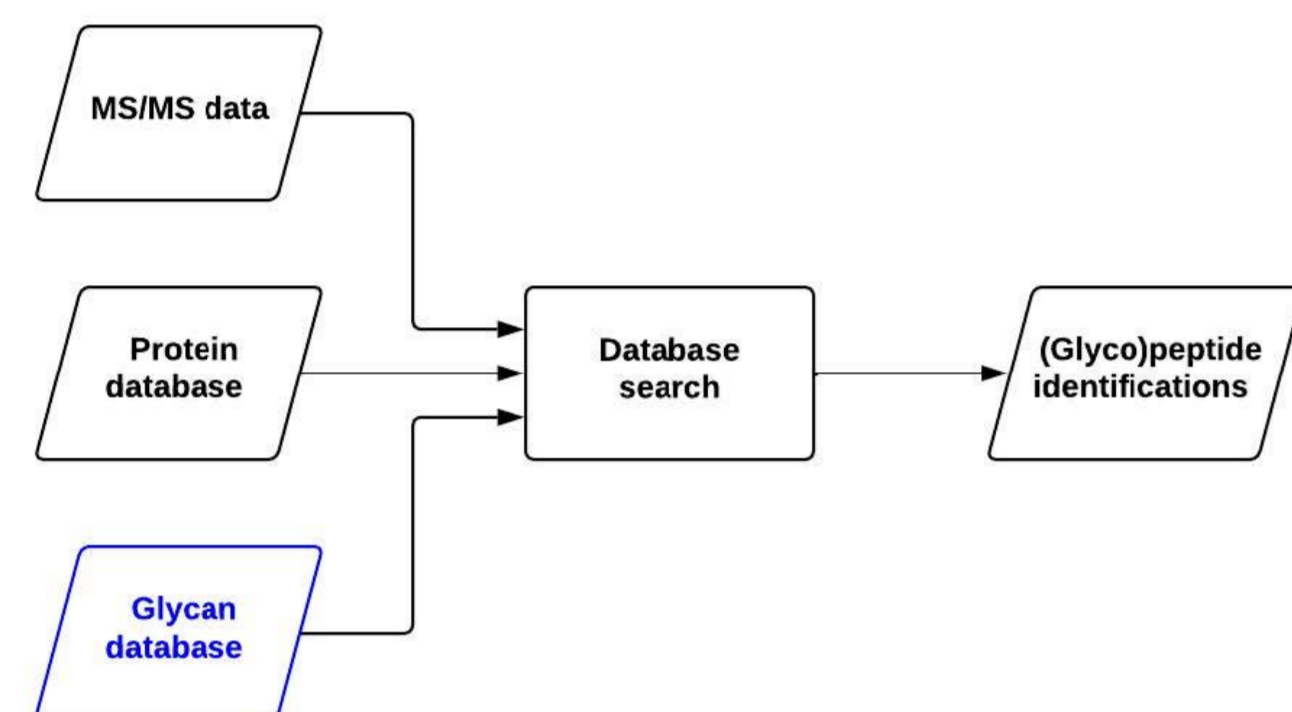 MS/MS data
Protein
database
Database
search
(Glyco)peptide
identifications
Glycan
database